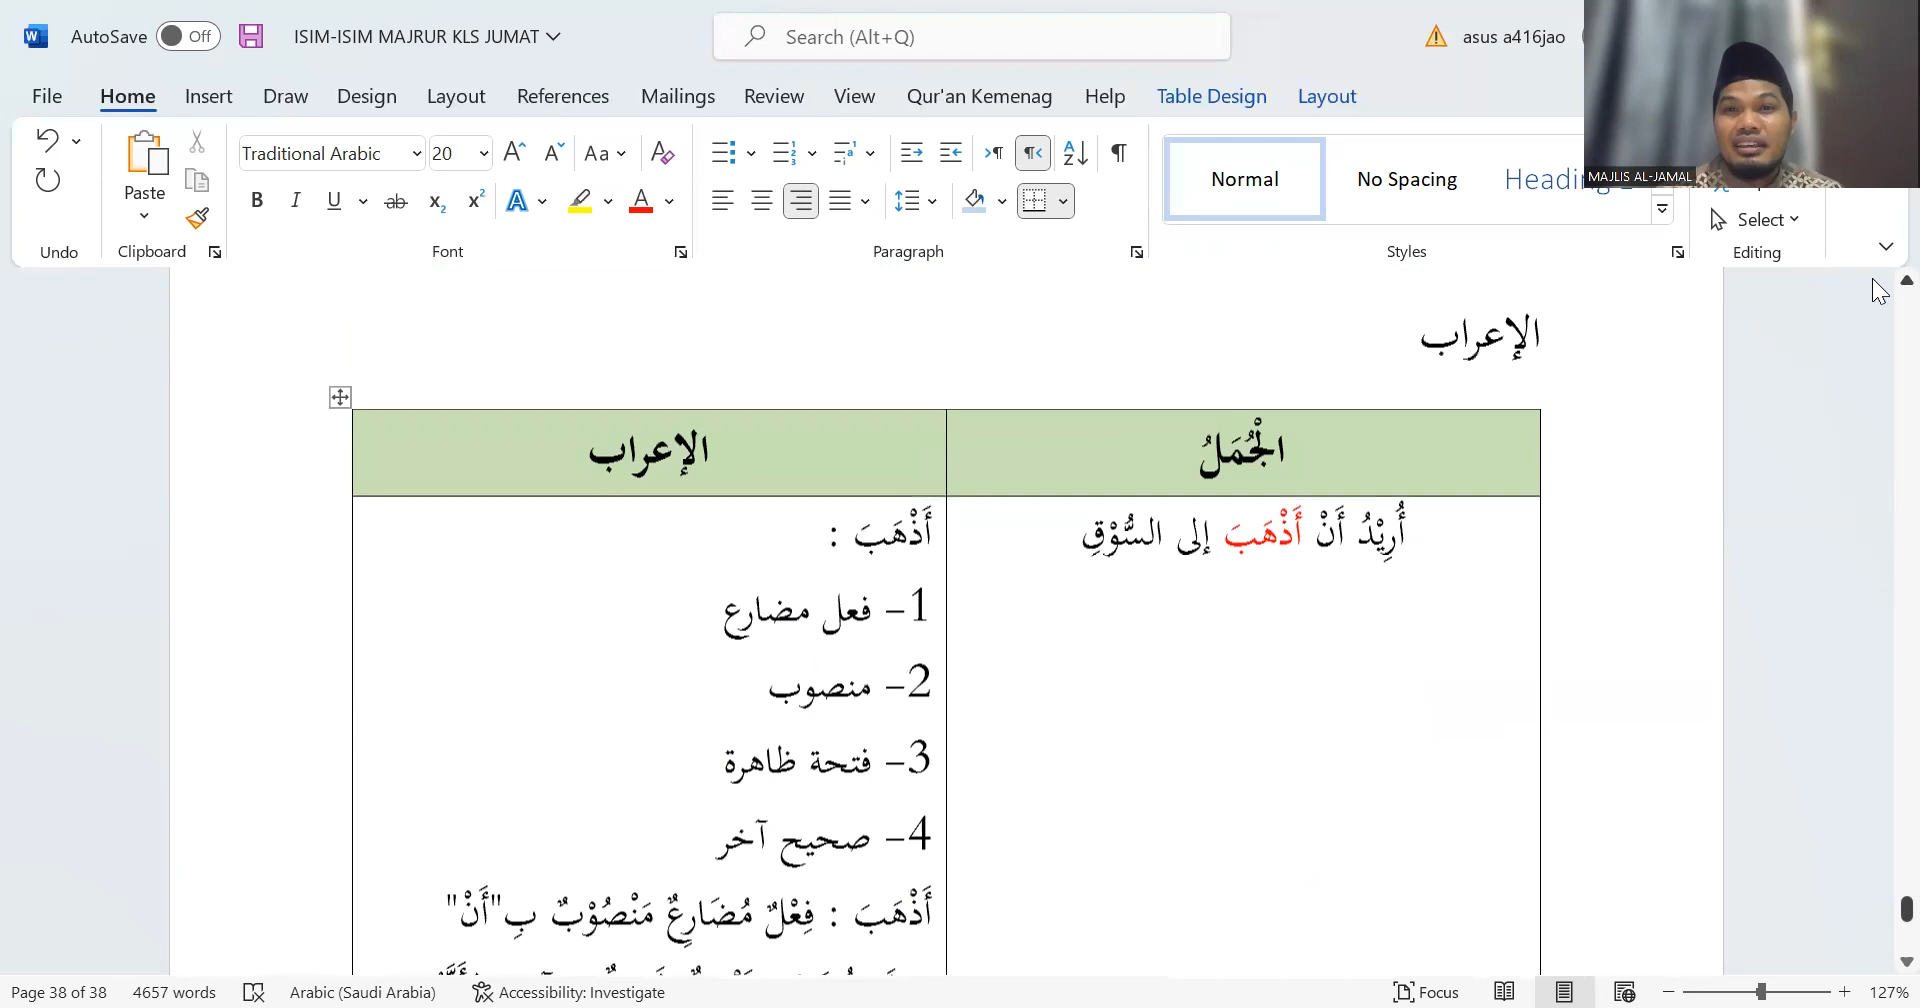 AutoSave Off ISIM-ISIM MAJRUR KLS JUMAT Search (Alt+Q) asus a416jao
MAJLIS AL-JAMAL
File Home Insert Draw Design Layout References Mailings Review View Qur'an Kemenag Help Table Design Layout
Traditional Arabic 20
Paste
Normal No Spacing Heading
Select
Undo Clipboard Font Paragraph Styles Editing
الإعراب
الْجُمَلُ
الإعراب
أُرِيْدُ أَنْ أَذْهَبَ إلى السُّوْقِ
أَذْهَبَ :
1- فعل مضارع
2- منصوب
3- فتحة ظاهرة
4- صحيح آخر
أَذْهَبَ : فِعْلٌ مُضَارِعٌ مَنْصُوْبٌ بِ"أَنْ"
Page 38 of 38 4657 words Arabic (Saudi Arabia) Accessibility: Investigate Focus 127%